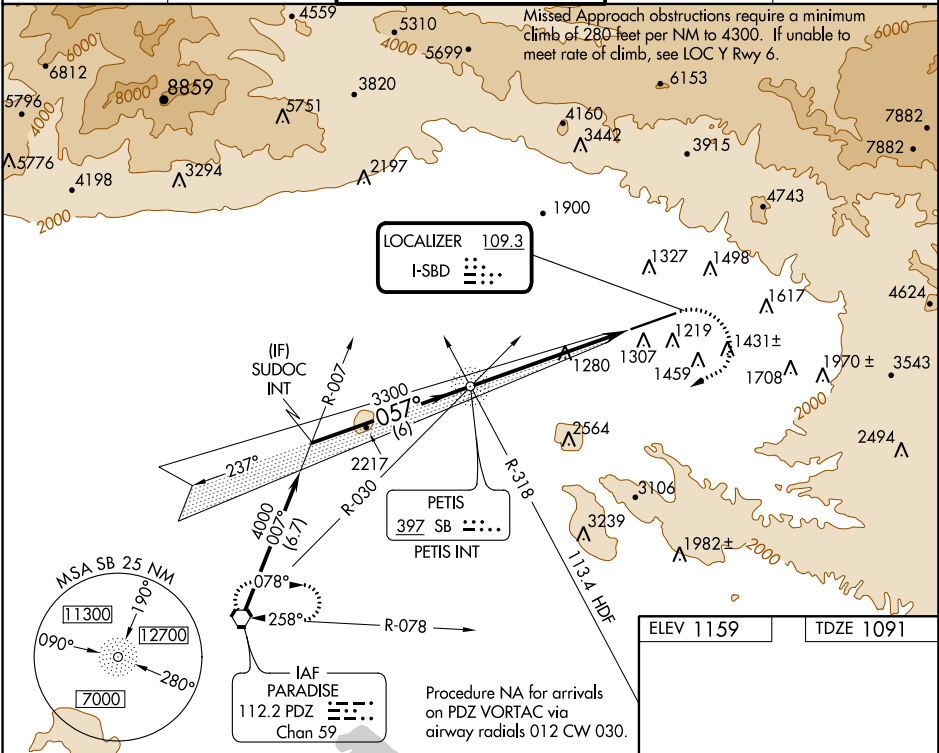 Missed Approach obstructions require a minimum
climb of 280 feet per NM to 4300. If unable to
meet rate of climb, see LOC Y Rwy 6.
4559
5310
4000
5699
6000
6000
6812
8859
8000
3820
6153
5796
4000
5751
4160
3442
7882
7882
5776
4198
3294
2197
3915
2000
1900
4743
LOCALIZER 109.3
I-SBD
1327
1498
1617
4624
(IF)
SUDOC
INT
R-007
1280
1307
1219
1459
1431±
1708
1970 ±
3543
3300
057°
(6)
2000
237°
2217
R-030
2564
2494
R-318
PETIS
397 SB
PETIS INT
3106
4000
007°
(6.7)
3239
1982±
2000
113.4 HDF
MSA SB 25 NM
11300
190°
12700
090°
280°
7000
078°
258°
R-078
IAF
PARADISE
112.2 PDZ
Chan 59
Procedure NA for arrivals
on PDZ VORTAC via
airway radials 012 CW 030.
ELEV 1159
TDZE 1091